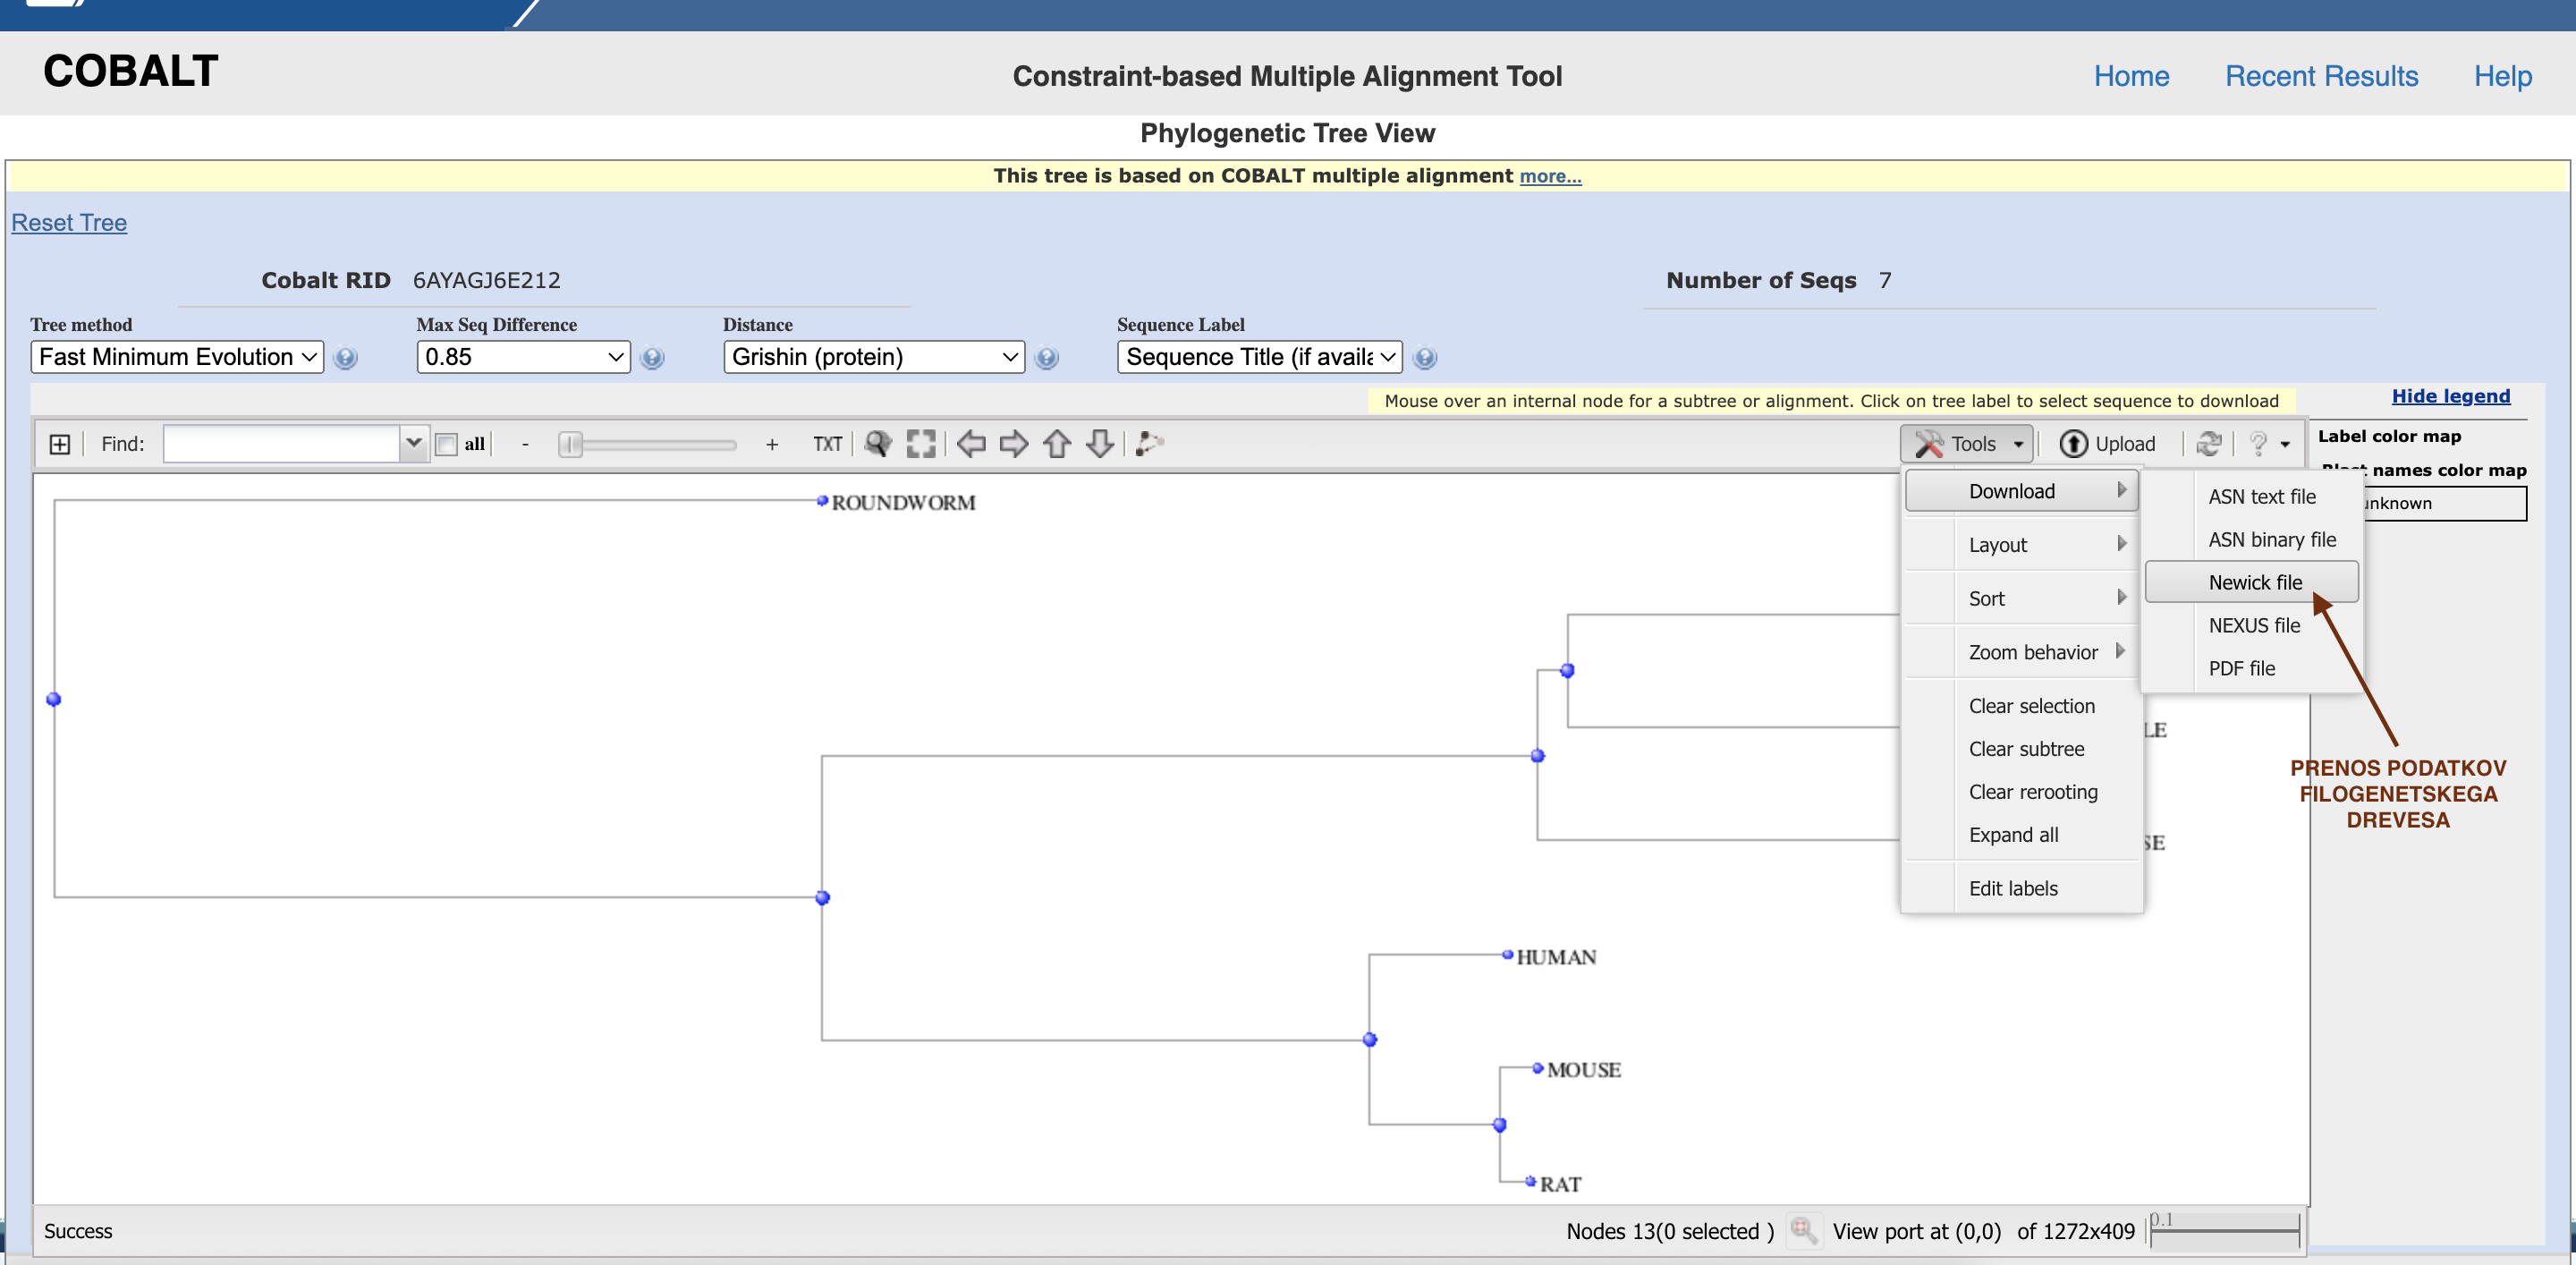 COBALT
Constraint-based Multiple Alignment Tool
Home Recent Results Help
Phylogenetic Tree View
This tree is based on COBALT multiple alignment more...
Reset Tree
Cobalt RID 6AYAGJ6E212
Number of Seqs 7
Tree method Max Seq Difference Distance Sequence Label
Fast Minimum Evolution 0.85 Grishin (protein) Sequence Title (if availa
Mouse over an internal node for a subtree or alignment. Click on tree label to select sequence to download
Hide legend
Find: all - + TXT Tools Upload ?
Label color map
Blast names color map
unknown
Download
Layout
Sort
Zoom behavior
Clear selection
Clear subtree
Clear rerooting
Expand all
Edit labels
ASN text file
ASN binary file
Newick file
NEXUS file
PDF file
PRENOS PODATKOV
FILOGENETSKEGA
DREVESA
ROUNDWORM
LE
SE
HUMAN
MOUSE
RAT
Success
Nodes 13(0 selected ) View port at (0,0) of 1272x409 0.1